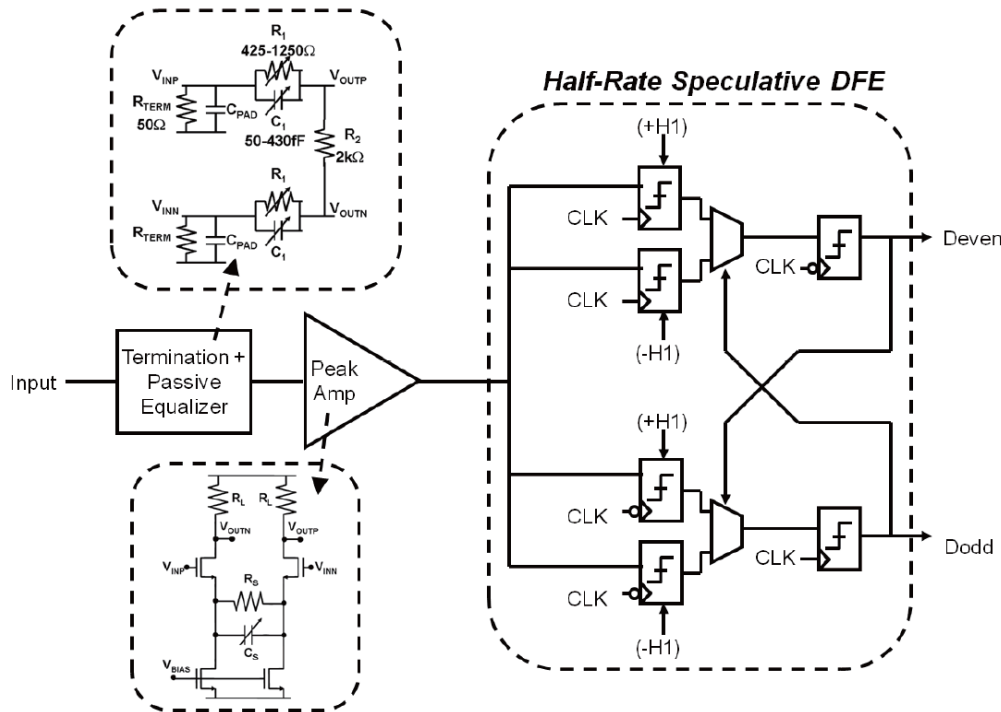 R1
425-1250Ω
VINP
VOUTP
RTERM
50Ω
CPAD
C1
50-430fF
R2
2kΩ
R1
VINN
VOUTN
RTERM
CPAD
C1
Half-Rate Speculative DFE
(+H1)
CLK
CLK
Deven
CLK
(-H1)
Input
Termination +
Passive
Equalizer
Peak
Amp
(+H1)
CLK
CLK
Dodd
CLK
(-H1)
RL
RL
VOUTN
VOUTP
VINP
VINN
RS
CS
VBIAS